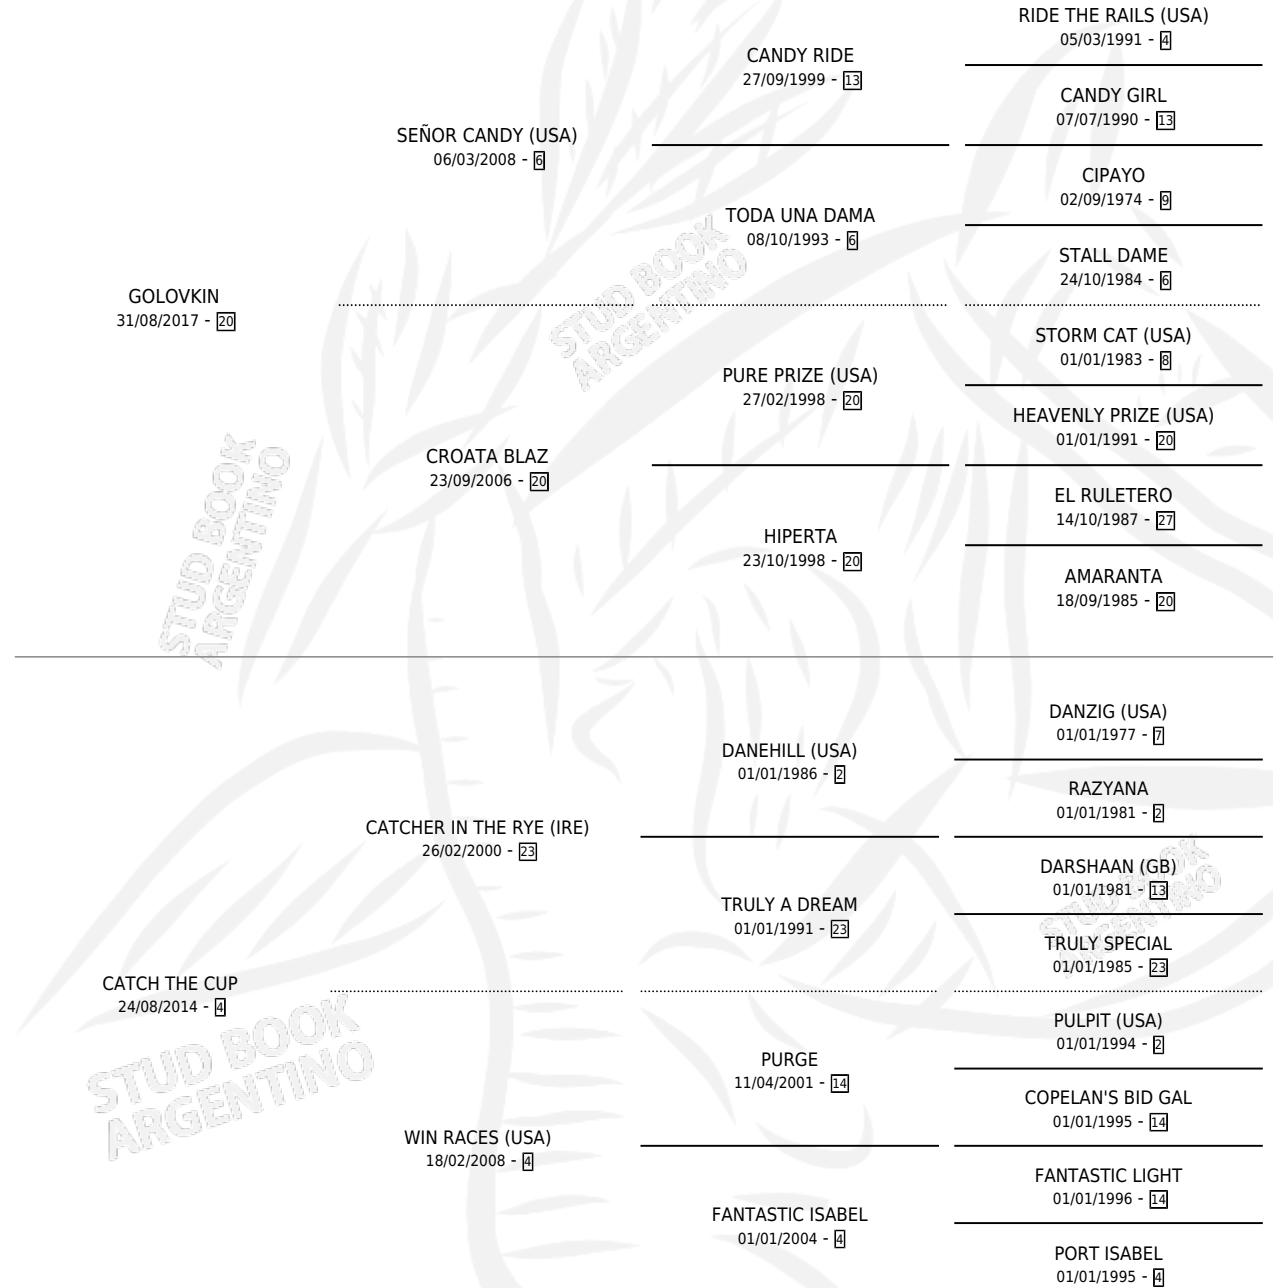 RIDE THE RAILS (USA)
05/03/1991 - 4
CANDY RIDE
27/09/1999 - 13
CANDY GIRL
07/07/1990 - 13
SEÑOR CANDY (USA)
06/03/2008 - 6
CIPAYO
02/09/1974 - 9
TODA UNA DAMA
08/10/1993 - 6
STALL DAME
24/10/1984 - 6
STUD BOOK
ARGENTINO
GOLOVKIN
31/08/2017 - 20
STORM CAT (USA)
01/01/1983 - 8
PURE PRIZE (USA)
27/02/1998 - 20
HEAVENLY PRIZE (USA)
01/01/1991 - 20
CROATA BLAZ
23/09/2006 - 20
EL RULETERO
14/10/1987 - 27
HIPERTA
23/10/1998 - 20
AMARANTA
18/09/1985 - 20
STUD BOOK
ARGENTINO
DANZIG (USA)
01/01/1977 - 7
DANEHILL (USA)
01/01/1986 - 2
RAZYANA
01/01/1981 - 2
CATCHER IN THE RYE (IRE)
26/02/2000 - 23
DARSHAAN (GB)
01/01/1981 - 13
TRULY A DREAM
01/01/1991 - 23
TRULY SPECIAL
01/01/1985 - 23
STUD BOOK
ARGENTINO
CATCH THE CUP
24/08/2014 - 4
PULPIT (USA)
01/01/1994 - 2
PURGE
11/04/2001 - 14
COPELAN'S BID GAL
01/01/1995 - 14
STUD BOOK
ARGENTINO
WIN RACES (USA)
18/02/2008 - 4
FANTASTIC LIGHT
01/01/1996 - 14
FANTASTIC ISABEL
01/01/2004 - 4
PORT ISABEL
01/01/1995 - 4